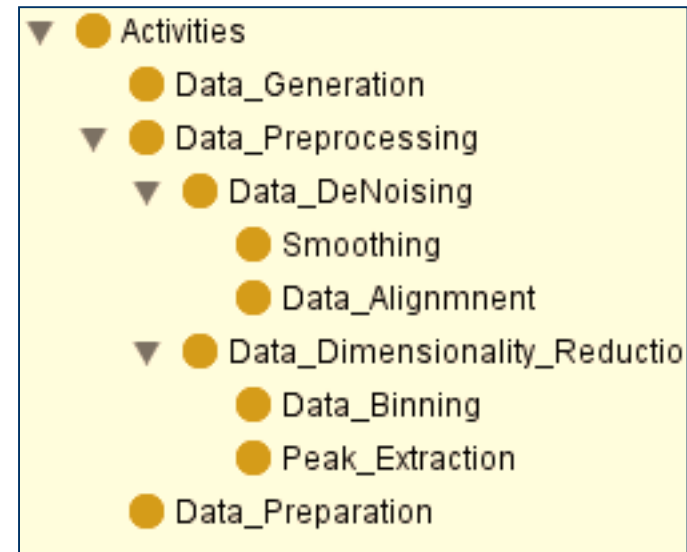 Activities
Data_Generation
Data_Preprocessing
Data_DeNoising
Smoothing
Data_Alignmnent
Data_Dimensionality_Reductio
Data_Binning
Peak_Extraction
Data_Preparation